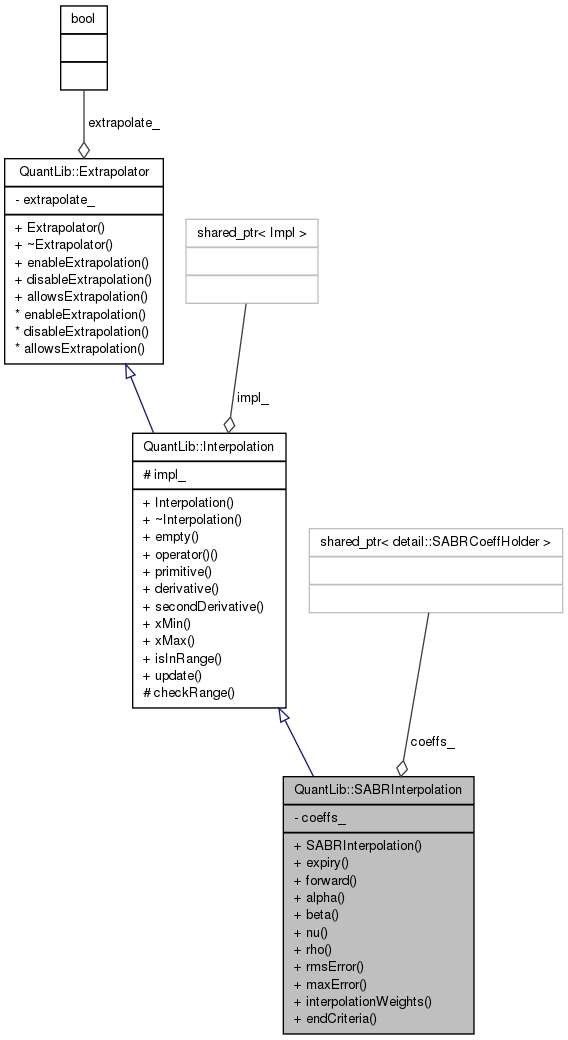 bool
extrapolate_
QuantLib::Extrapolator
- extrapolate_
+ Extrapolator()
+ ~Extrapolator()
+ enableExtrapolation()
+ disableExtrapolation()
+ allowsExtrapolation()
* enableExtrapolation()
* disableExtrapolation()
* allowsExtrapolation()
shared_ptr< Impl >
impl_
QuantLib::Interpolation
# impl_
+ Interpolation()
+ ~Interpolation()
+ empty()
+ operator()()
+ primitive()
+ derivative()
+ secondDerivative()
+ xMin()
+ xMax()
+ isInRange()
+ update()
# checkRange()
shared_ptr< detail::SABRCoeffHolder >
coeffs_
QuantLib::SABRInterpolation
- coeffs_
+ SABRInterpolation()
+ expiry()
+ forward()
+ alpha()
+ beta()
+ nu()
+ rho()
+ rmsError()
+ maxError()
+ interpolationWeights()
+ endCriteria()